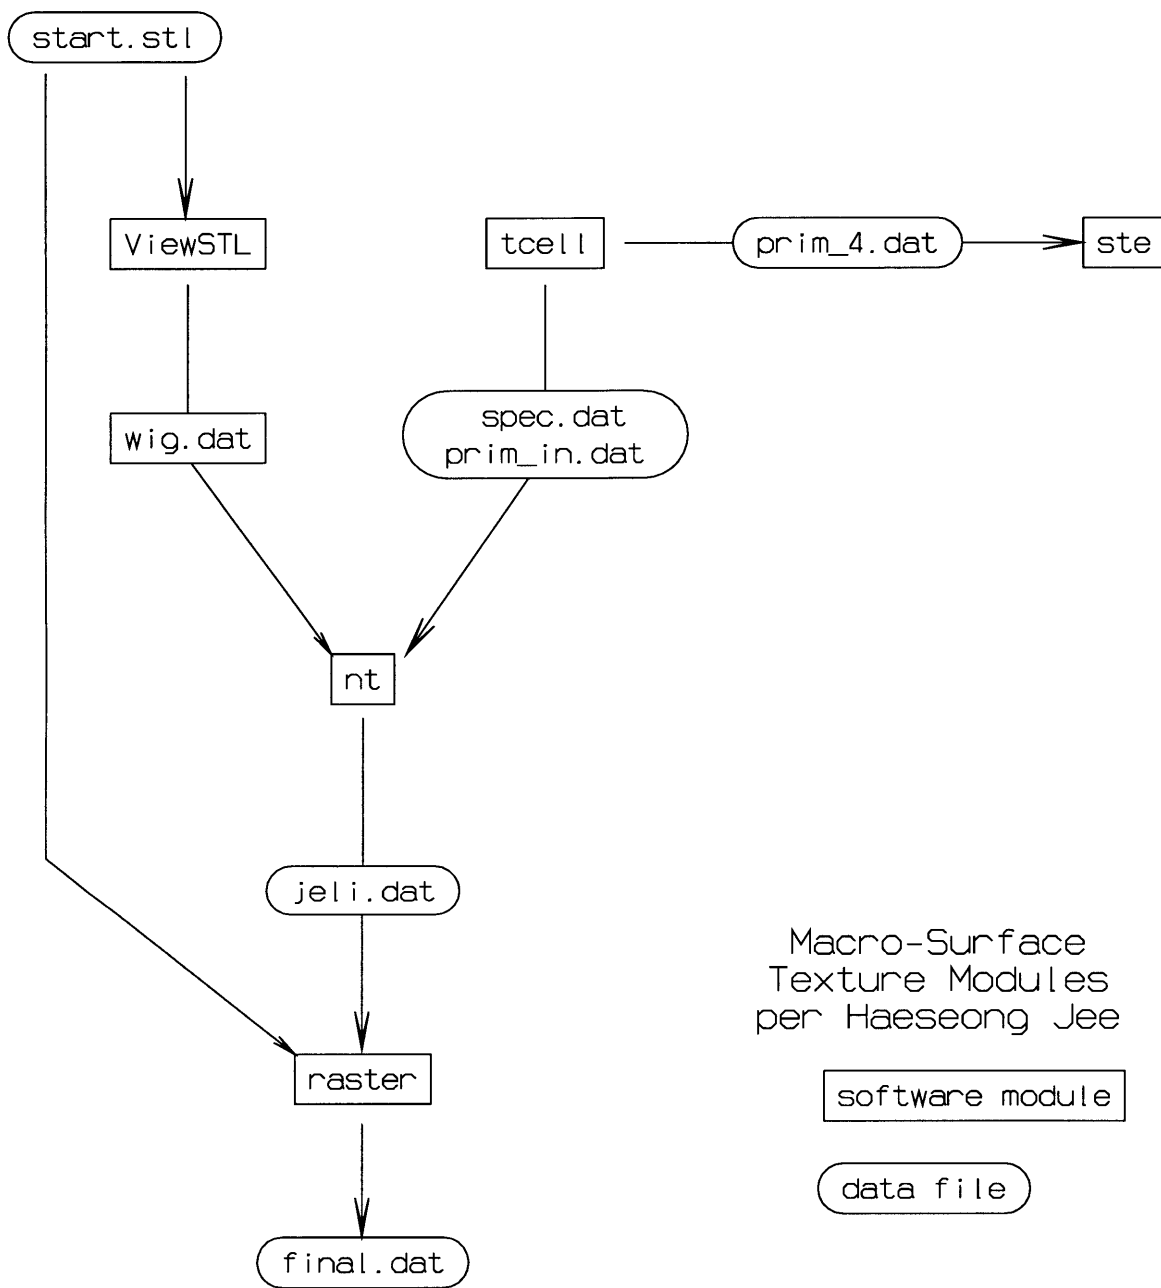 start.stl
ViewSTL
tcell
prim_4.dat
ste
wig.dat
spec.dat
prim_in.dat
nt
jeli.dat
Macro-Surface
Texture Modules
per Haeseong Jee
raster
software module
data file
final.dat